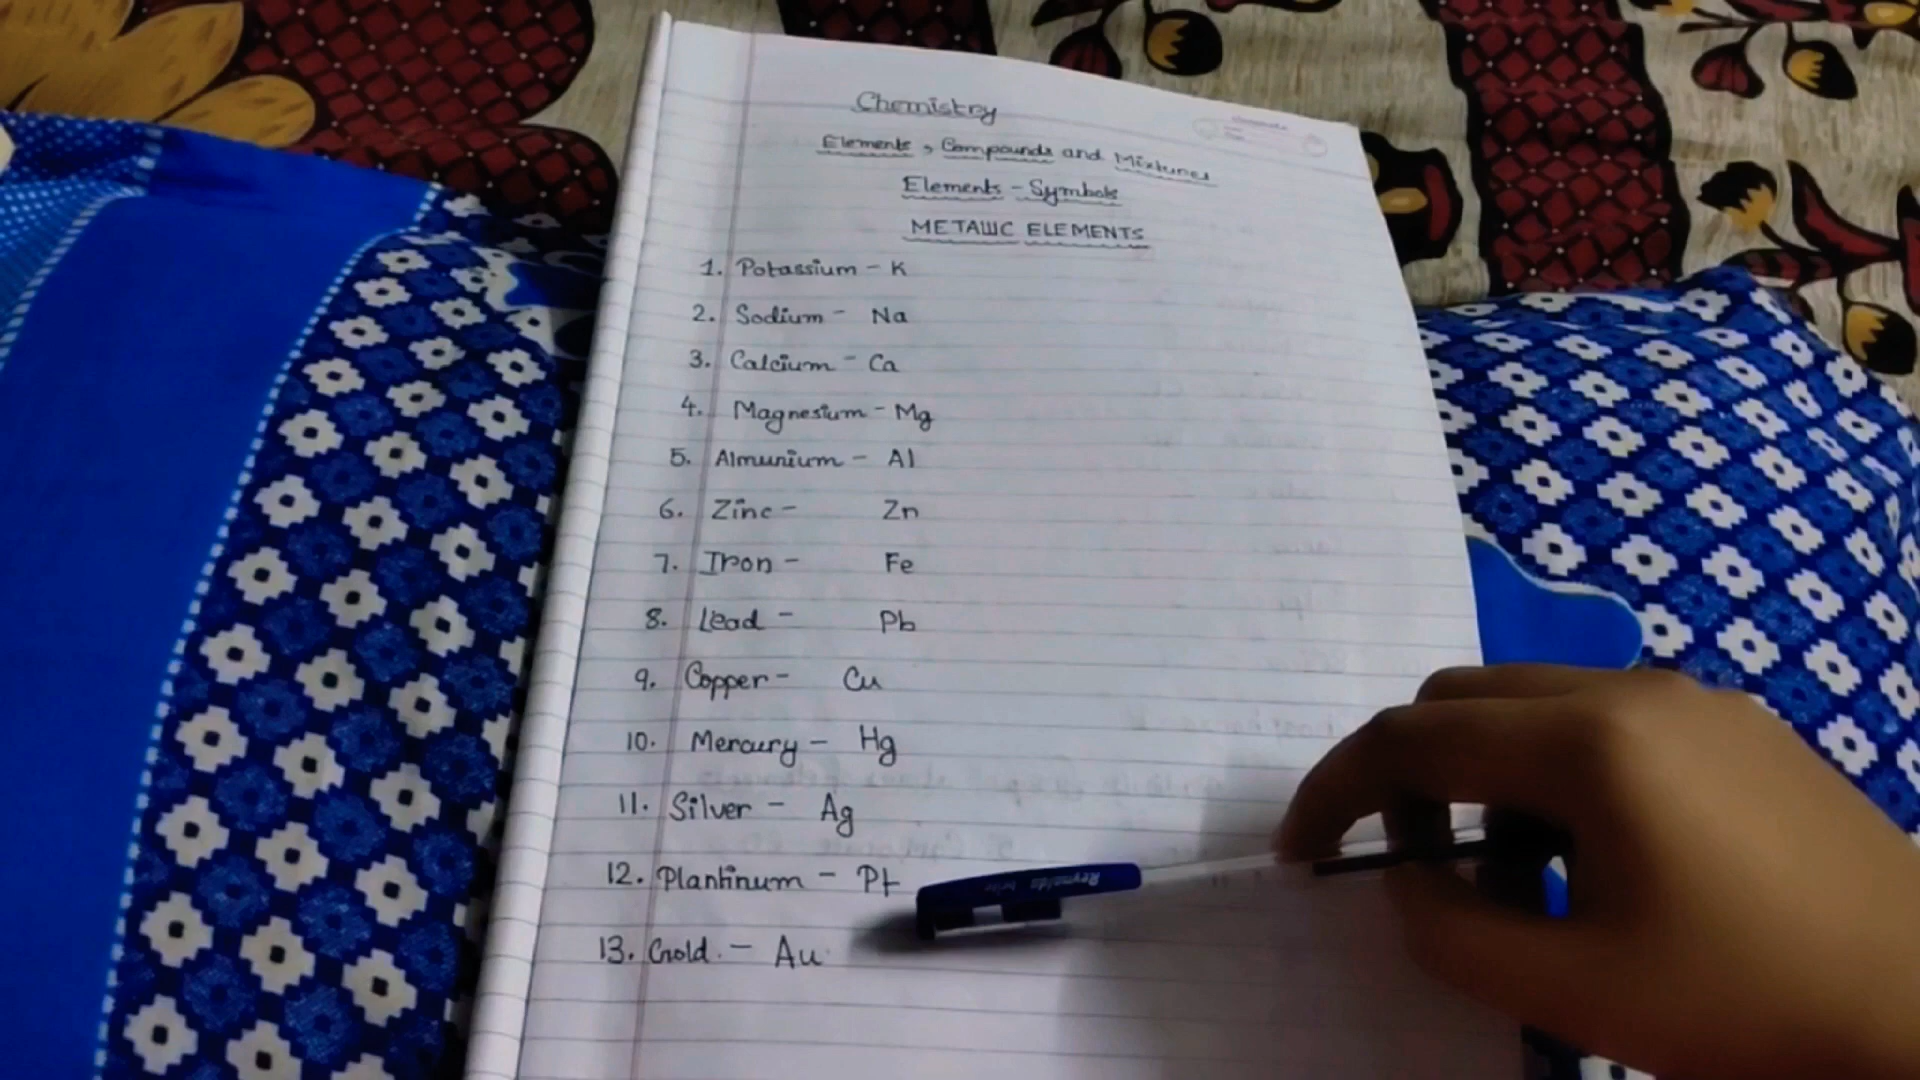 Chemistry
Elements, Compounds and Mixtures
Elements - Symbols
METALLIC ELEMENTS
1. Potassium - K
2. Sodium - Na
3. Calcium - Ca
4. Magnesium - Mg
5. Almunium - Al
6. Zinc - Zn
7. Iron - Fe
8. Lead - Pb
9. Copper - Cu
10. Mercury - Hg
11. Silver - Ag
12. Plantinum - Pt
13. Gold. - Au
Reynolds